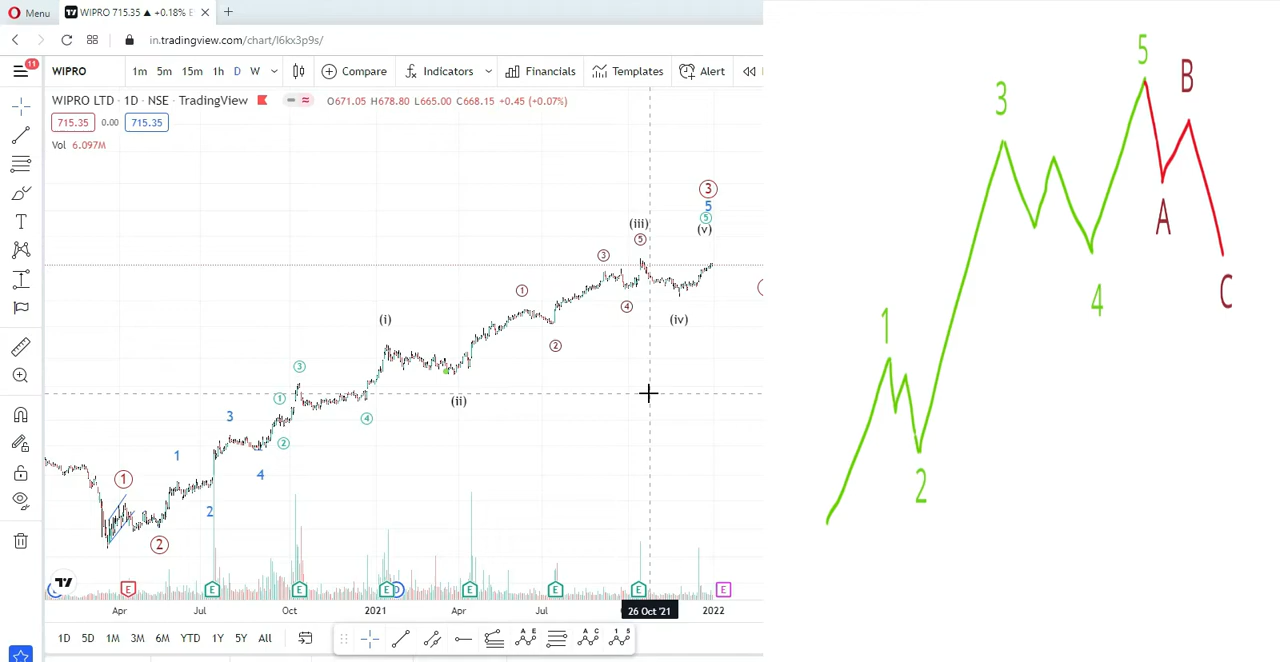 Menu
WIPRO 715.35 ▲ +0.18%
in.tradingview.com/chart/l6kx3p9s/
11
WIPRO 1m 5m 15m 1h D W Compare Indicators Financials Templates Alert
WIPRO LTD · 1D · NSE · TradingView O671.05 H678.80 L665.00 C668.15 +0.45 (+0.07%)
715.35 0.00 715.35
Vol 6.097M
3
5
5
(iii) (v)
5
3
1
4
(i) (iv)
2
3
1 (ii)
3 4
2
1
4
1
2
2
E E E E D E E E E
Apr Jul Oct 2021 Apr Jul 26 Oct '21 2022
1D 5D 1M 3M 6M YTD 1Y 5Y All
A E A C 1 5
5
B
3
A
C
4
1
2